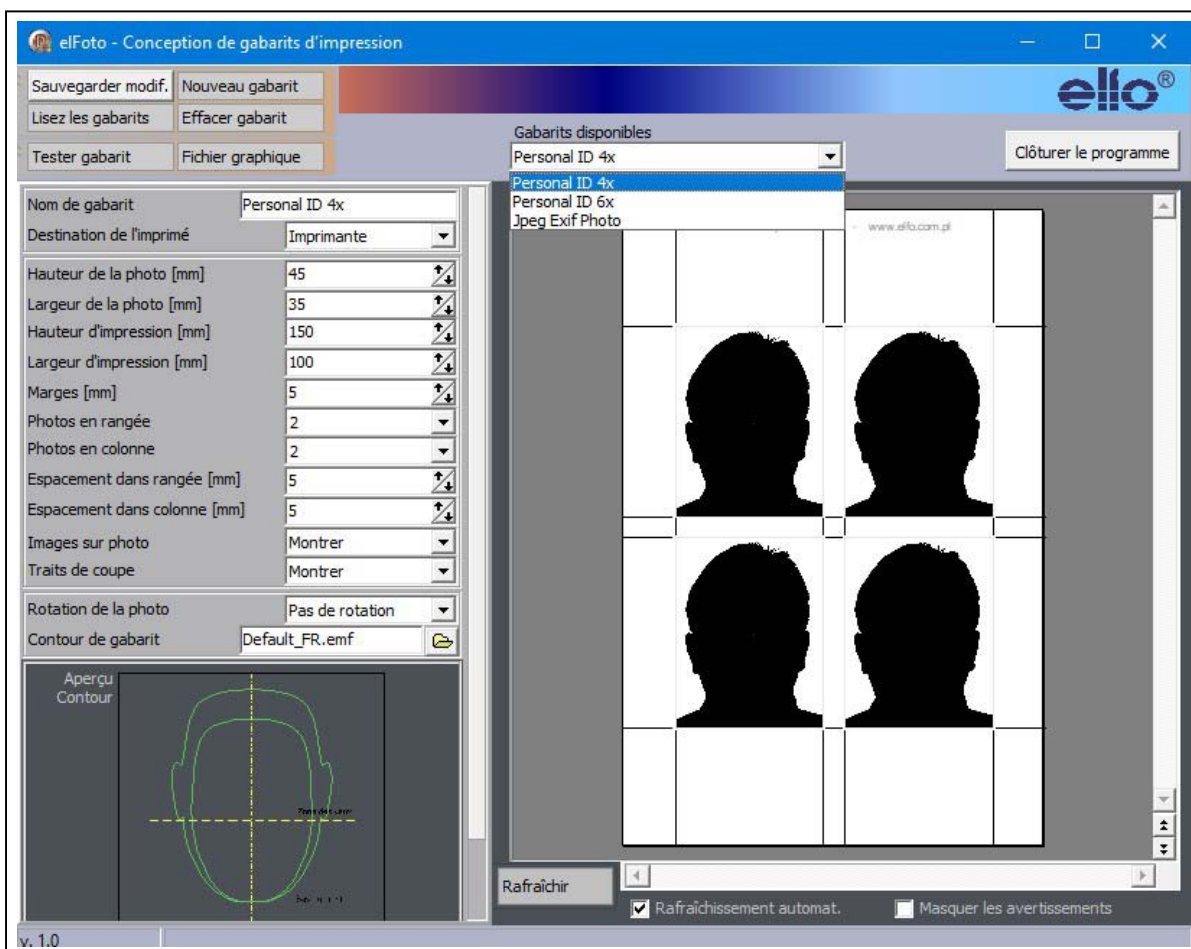 elFoto - Conception de gabarits d'impression
Sauvegarder modif. Nouveau gabarit
Lisez les gabarits Effacer gabarit
Tester gabarit Fichier graphique
elfo®
Gabarits disponibles
Personal ID 4x
Clôturer le programme
Personal ID 4x
Personal ID 6x
Jpeg Exif Photo
Nom de gabarit Personal ID 4x
Destination de l'imprimé Imprimante
Hauteur de la photo [mm] 45
Largeur de la photo [mm] 35
Hauteur d'impression [mm] 150
Largeur d'impression [mm] 100
Marges [mm] 5
Photos en rangée 2
Photos en colonne 2
Espacement dans rangée [mm] 5
Espacement dans colonne [mm] 5
Images sur photo Montrer
Traits de coupe Montrer
Rotation de la photo Pas de rotation
Contour de gabarit Default_FR.emf
Aperçu
Contour
- www.elfo.com.pl
Rafraîchir
Rafraîchissement automat. Masquer les avertissements
v. 1.0